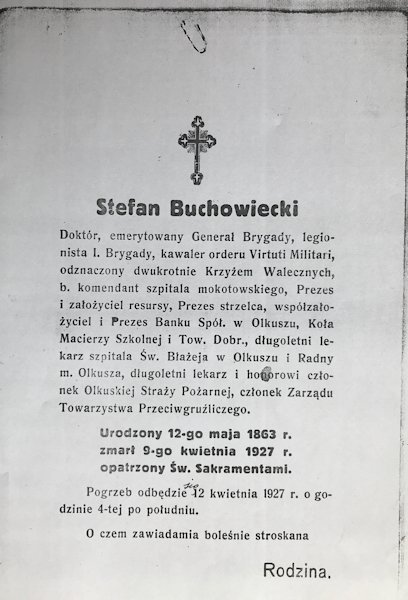 Stefan Buchowiecki
Doktór, emerytowany Generał Brygady, legjo-
nista I. Brygady, kawaler orderu Virtuti Militari,
odznaczony dwukrotnie Krzyżem Walecznych,
b. komendant szpitala mokotowskiego, Prezes
i założyciel resursy, Prezes strzelca, współzało-
życiel i Prezes Banku Spół. w Olkuszu, Koła
Macierzy Szkolnej i Tow. Dobr., długoletni le-
karz szpitala Św. Błażeja w Olkuszu i Radny
m. Olkusza, długoletni lekarz i honorowi czło-
nek Olkuskiej Straży Pożarnej, członek Zarządu
Towarzystwa Przeciwgruźliczego.
Urodzony 12-go maja 1863 r.
zmarł 9-go kwietnia 1927 r.
opatrzony Św. Sakramentami.
Pogrzeb odbędzie się 12 kwietnia 1927 r. o go-
dzinie 4-tej po południu.
O czem zawiadamia boleśnie stroskana
Rodzina.